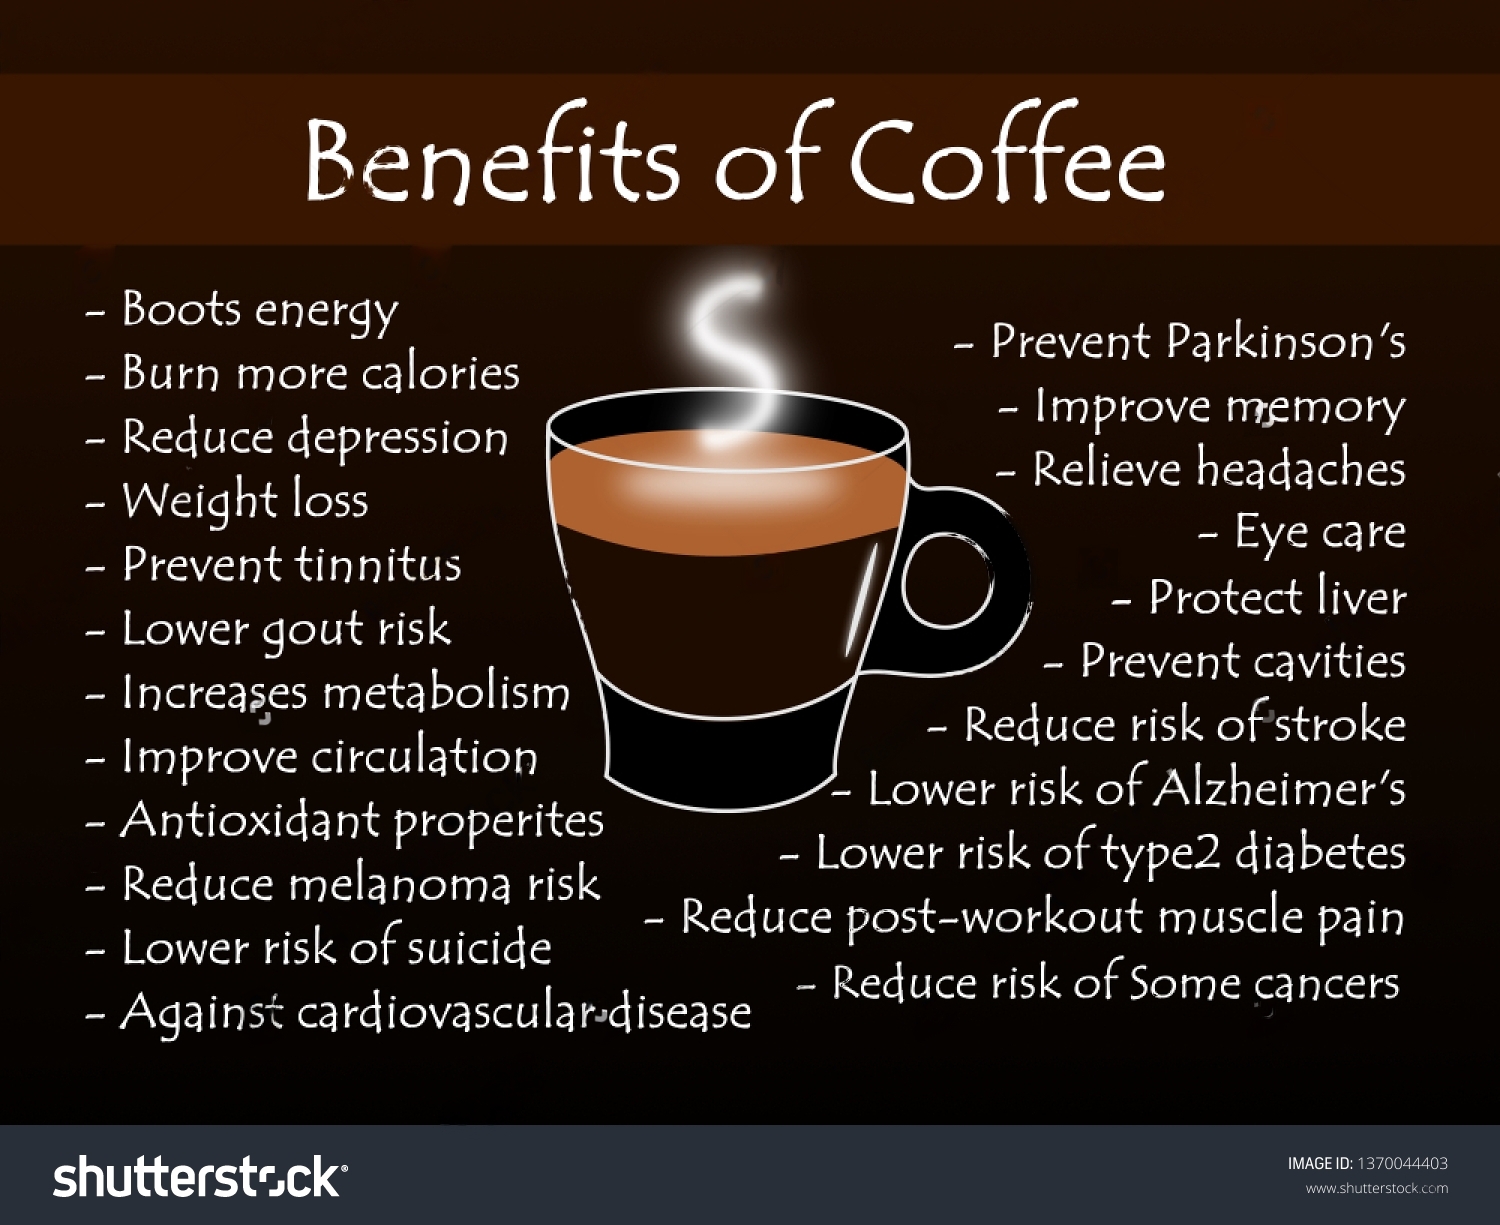 Benefits of Coffee
- Boots energy
- Burn more calories
- Reduce depression
- Weight loss
- Prevent tinnitus
- Lower gout risk
- Increases metabolism
- Improve circulation
- Antioxidant properites
- Reduce melanoma risk
- Lower risk of suicide
- Against cardiovascular disease
- Prevent Parkinson's
- Improve memory
- Relieve headaches
- Eye care
- Protect liver
- Prevent cavities
- Reduce risk of stroke
- Lower risk of Alzheimer's
- Lower risk of type2 diabetes
- Reduce post-workout muscle pain
- Reduce risk of Some cancers
shutterstock®
IMAGE ID: 1370044403
www.shutterstock.com